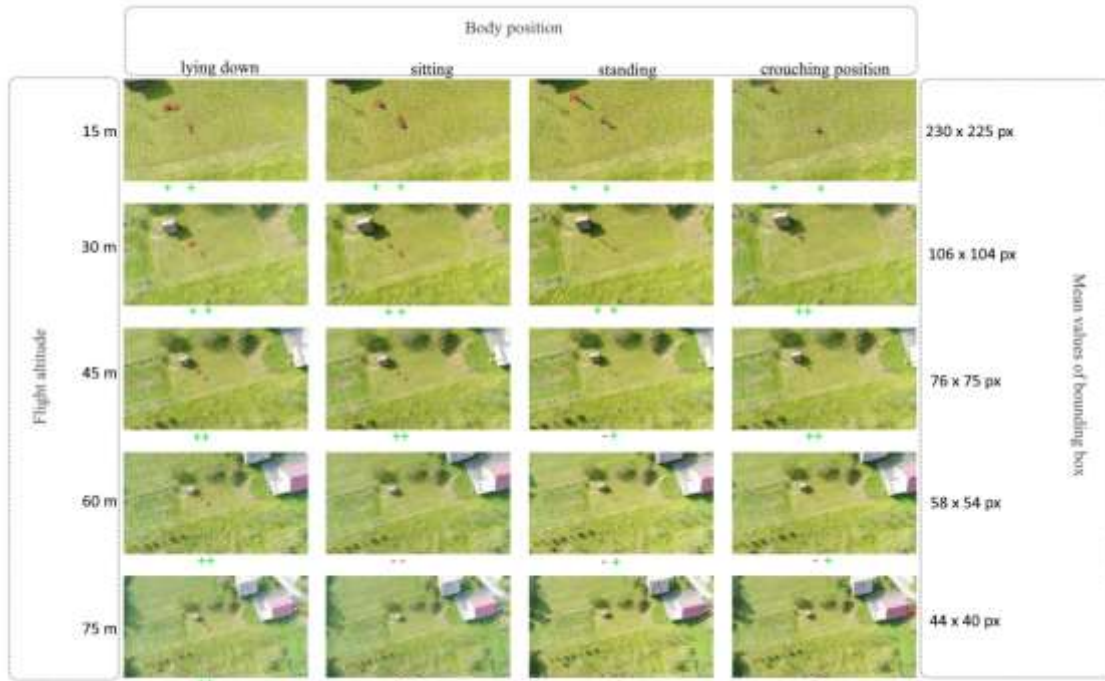 Body position
lying down
sitting
standing
crouching position
Flight altitude
15 m
230 x 225 px
+ +
+ +
+ +
+ +
30 m
106 x 104 px
+ +
+ +
+ +
++
45 m
76 x 75 px
++
++
-+
++
60 m
58 x 54 px
++
--
-+
-+
75 m
44 x 40 px
Mean values of bounding box